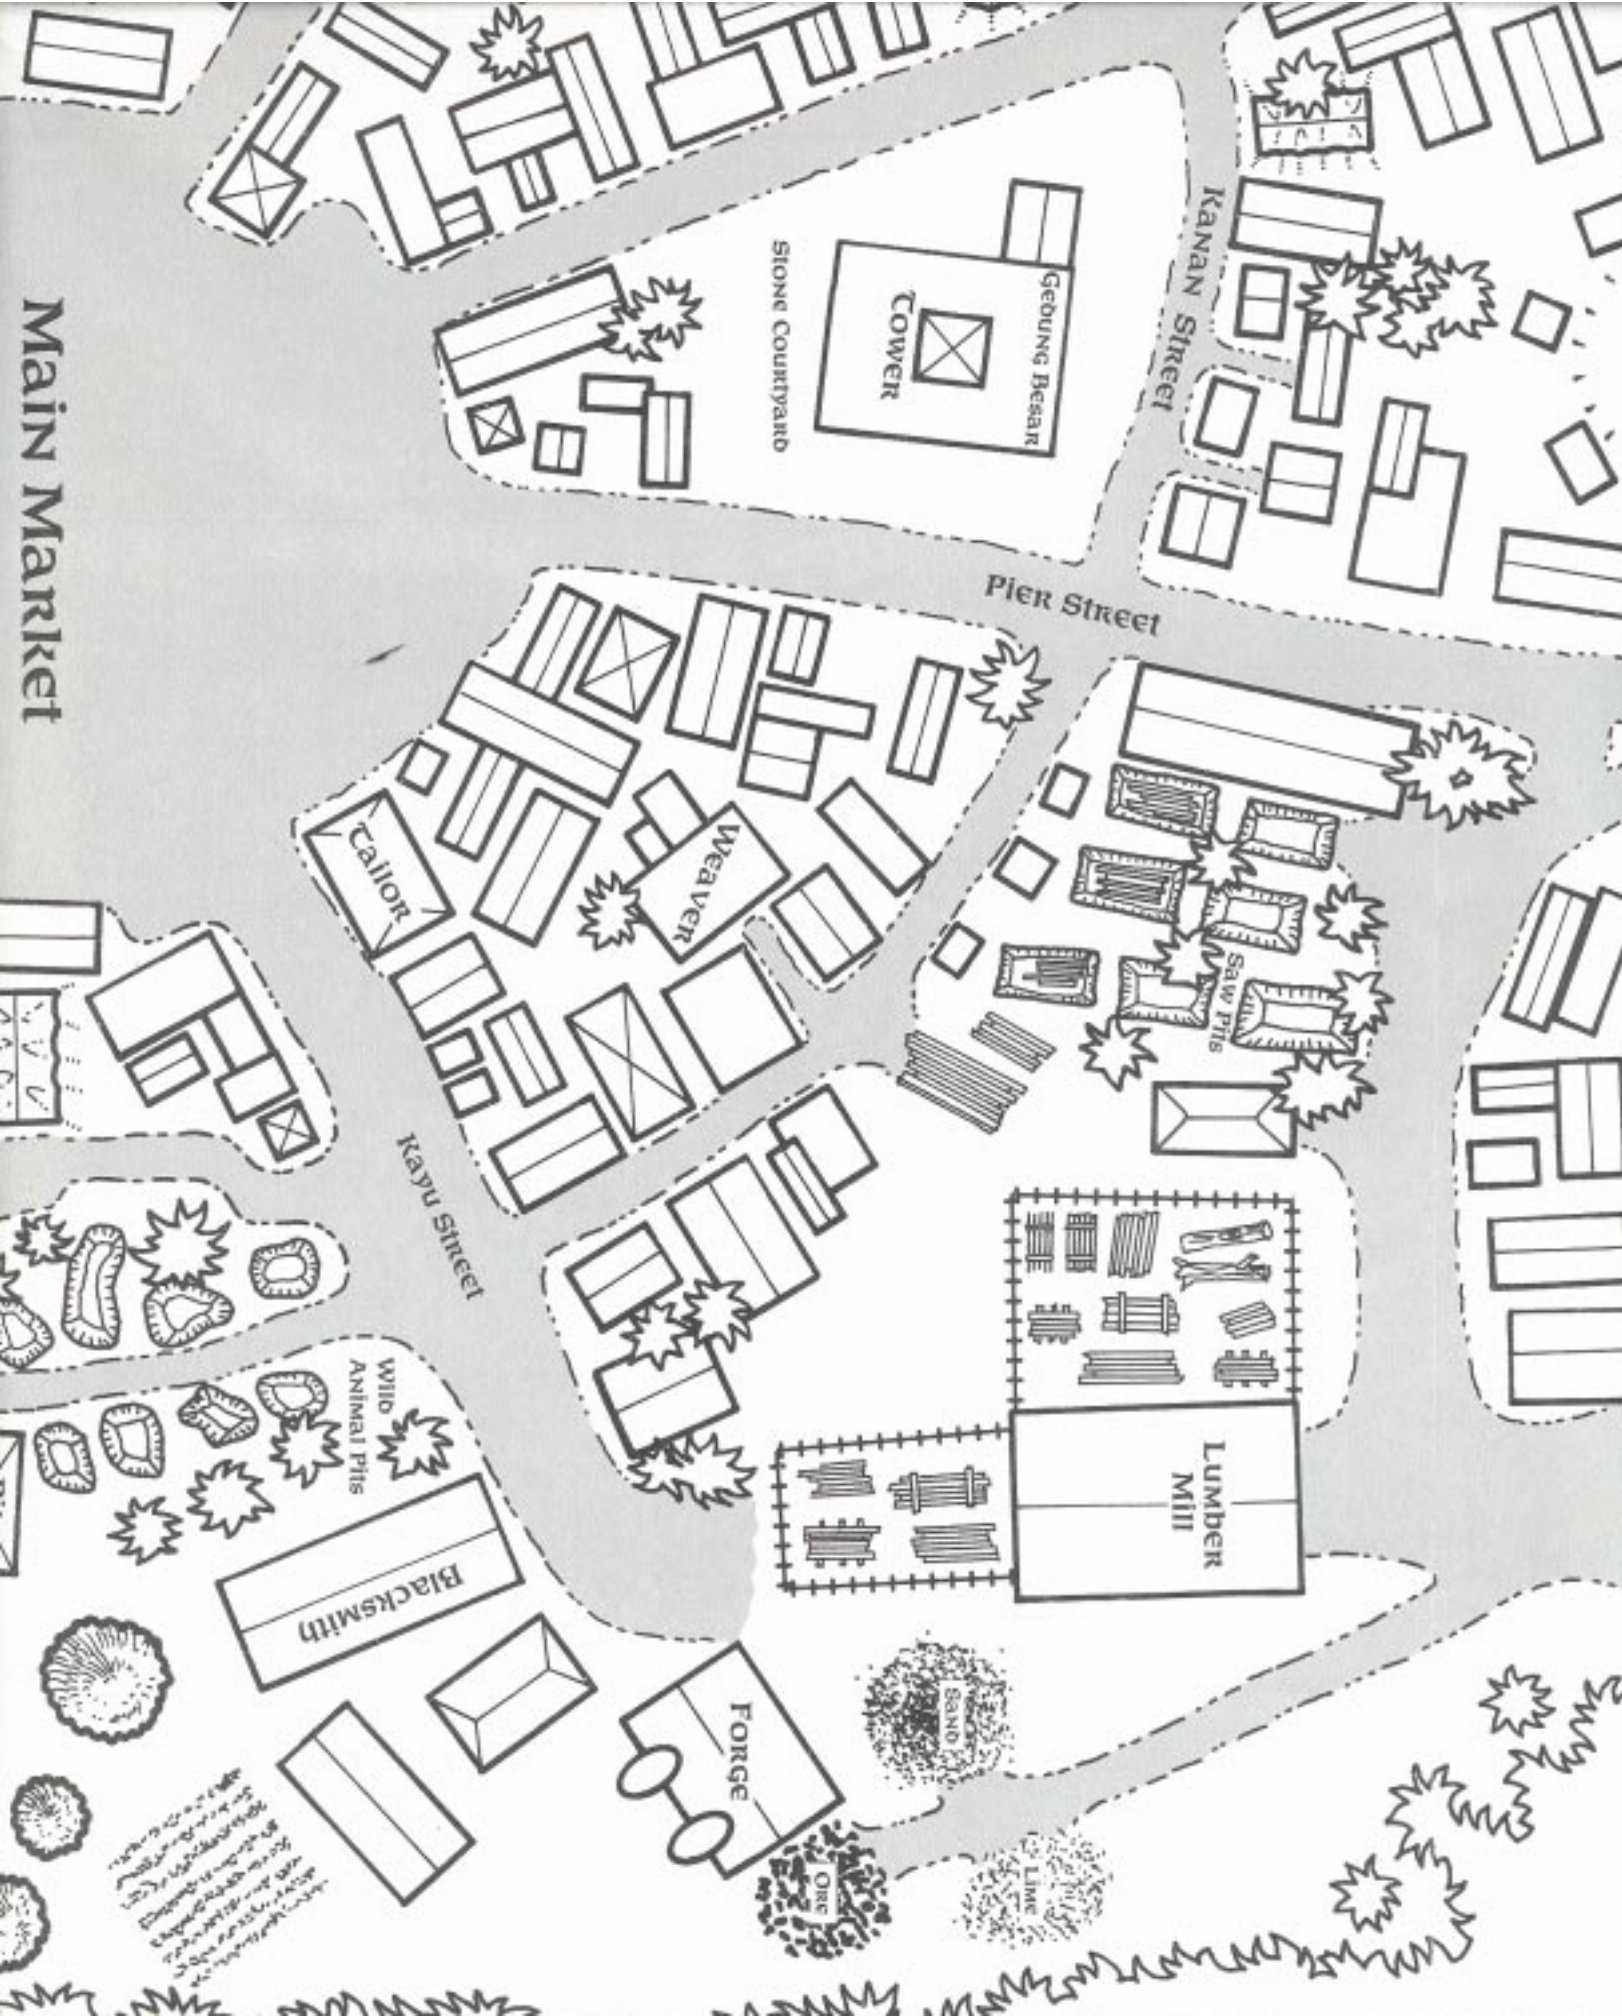 Kanan Street
Gedung Besar
Tower
Stone Courtyard
Main Market
Pier Street
Tailor
Weaver
Saw Pits
Kayu Street
Wild
Animal Pits
Lumber
Mill
Blacksmith
Forge
Sand
Ore
Lime